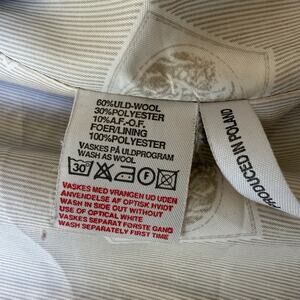 60%ULD-WOOL
30%POLYESTER
10%A.F.-O.F.
FOER/LINING
100%POLYESTER
VASKES PÅ ULDPROGRAM
WASH AS WOOL
30°
F
VASKES MED VRANGEN UD UDEN
ANVENDELSE AF OPTISK HVIDT
WASH IN SIDE OUT WITHOUT
USE OF OPTICAL WHITE
VASKES SEPARAT FØRSTE GANG
WASH SEPARATELY FIRST TIME
PRODUCED IN POLAND